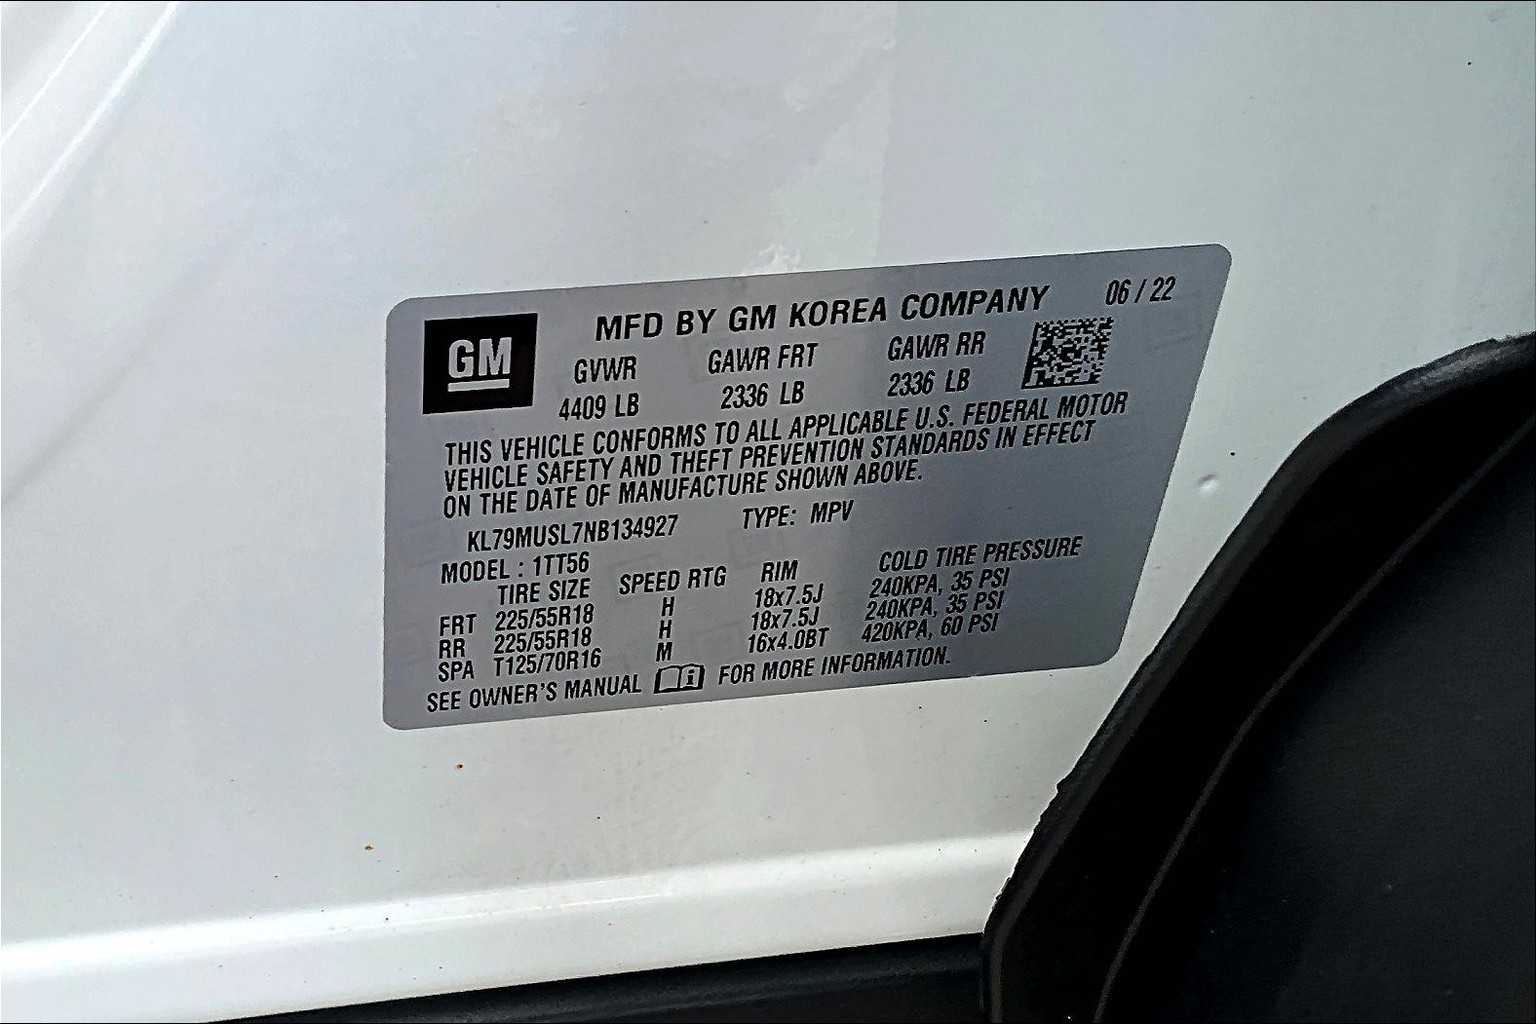 MFD BY GM KOREA COMPANY 06 / 22
GM
GVWR GAWR FRT GAWR RR
4409 LB 2336 LB 2336 LB
THIS VEHICLE CONFORMS TO ALL APPLICABLE U.S. FEDERAL MOTOR
VEHICLE SAFETY AND THEFT PREVENTION STANDARDS IN EFFECT
ON THE DATE OF MANUFACTURE SHOWN ABOVE.
KL79MUSL7NB134927 TYPE: MPV
MODEL : 1TT56
TIRE SIZE SPEED RTG RIM COLD TIRE PRESSURE
FRT 225/55R18 H 18x7.5J 240KPA, 35 PSI
RR 225/55R18 H 18x7.5J 240KPA, 35 PSI
SPA T125/70R16 M 16x4.0BT 420KPA, 60 PSI
SEE OWNER'S MANUAL i FOR MORE INFORMATION.